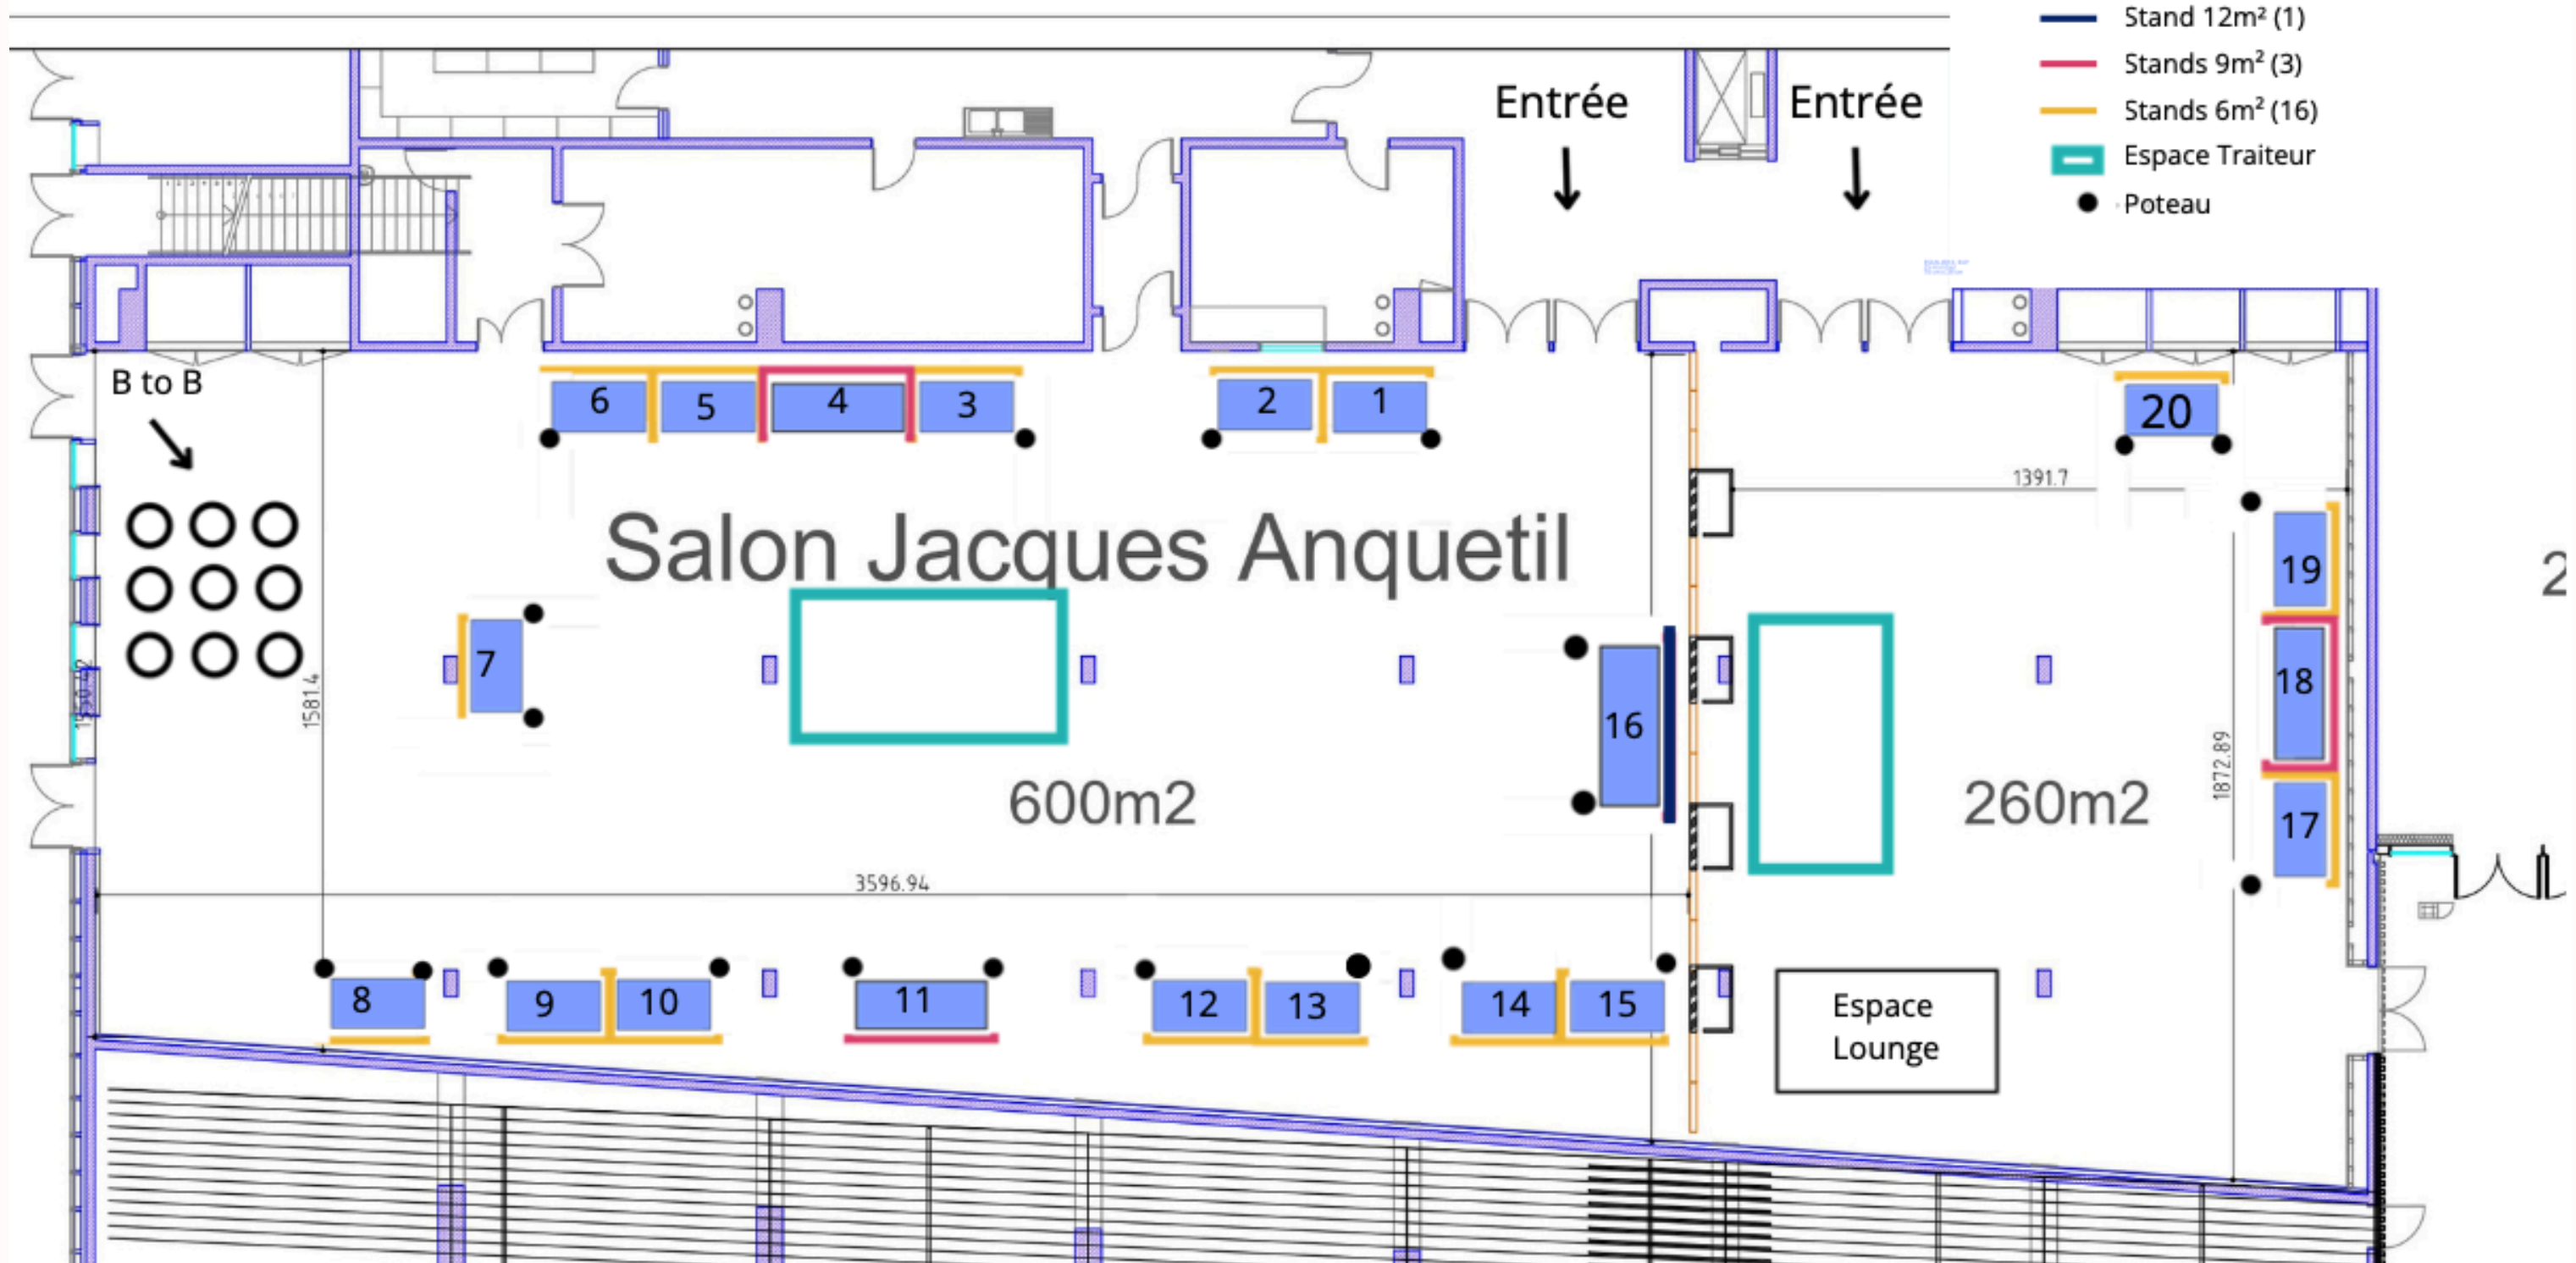 Stand 12m² (1)
Stands 9m² (3)
Entrée
Entrée
Stands 6m² (16)
Espace Traiteur
Poteau
B to B
6
5
4
3
2
1
20
1391.7
Salon Jacques Anquetil
19
2
7
16
18
1581.4
1872.89
600m2
260m2
17
3596.94
8
9
10
11
12
13
14
15
Espace
Lounge